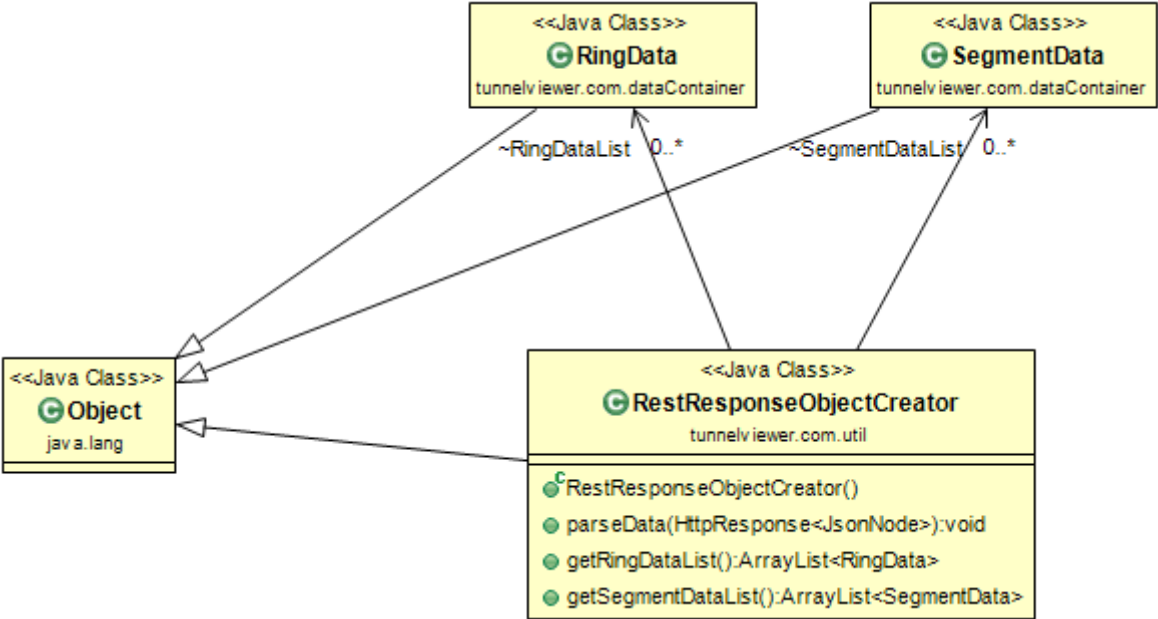 <<Java Class>>
RingData
tunnelviewer.com.dataContainer
<<Java Class>>
SegmentData
tunnelviewer.com.dataContainer
~RingDataList 0..*
~SegmentDataList 0..*
<<Java Class>>
Object
java.lang
<<Java Class>>
RestResponseObjectCreator
tunnelviewer.com.util
RestResponseObjectCreator()
parseData(HttpResponse<JsonNode>):void
getRingDataList():ArrayList<RingData>
getSegmentDataList():ArrayList<SegmentData>